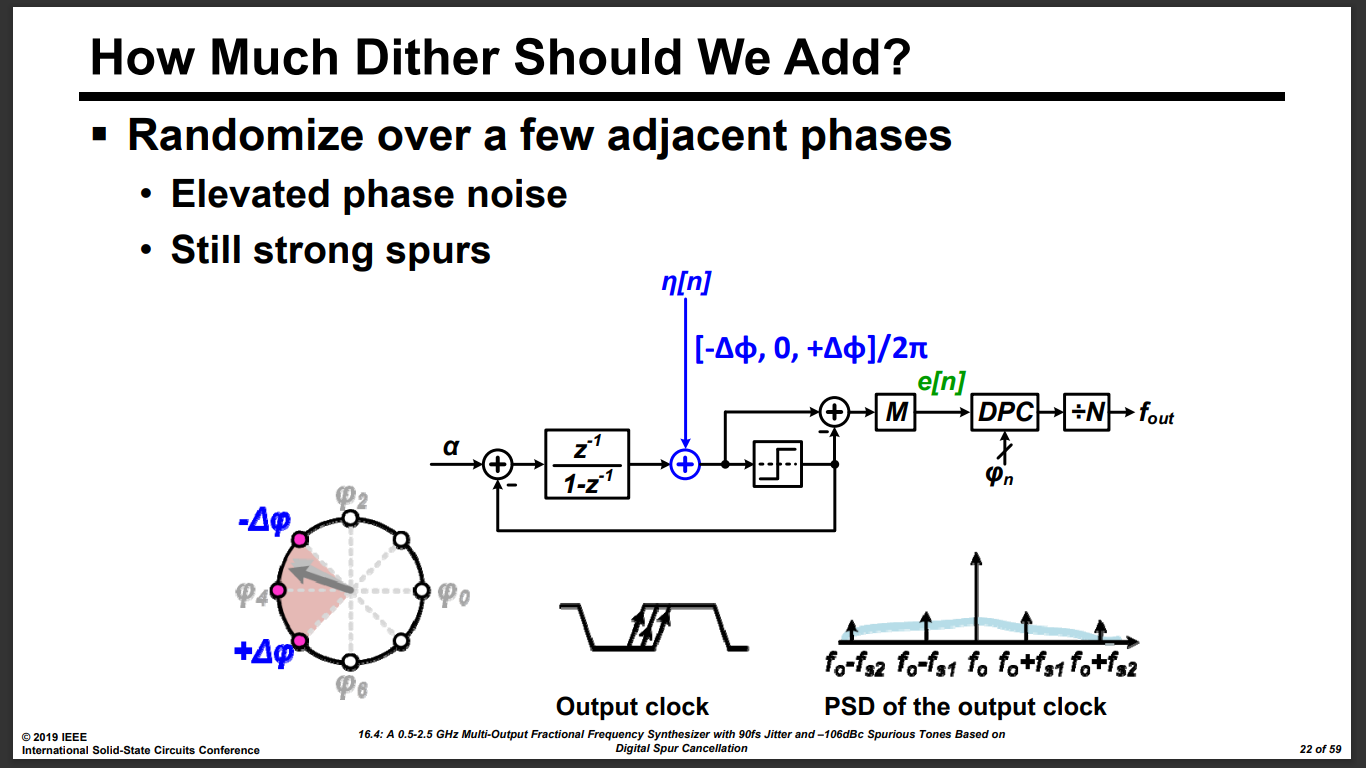 How Much Dither Should We Add?
▪ Randomize over a few adjacent phases
• Elevated phase noise
• Still strong spurs
η[n]
[-Δϕ, 0, +Δϕ]/2π
e[n]
α
+
−
z⁻¹
1-z⁻¹
+
+
−
M
DPC
÷N
f_out
φ_n
φ₂
-Δφ
φ₄
φ₀
+Δφ
φ₆
f_o-f_s2 f_o-f_s1 f_o f_o+f_s1 f_o+f_s2
Output clock
PSD of the output clock
© 2019 IEEE
International Solid-State Circuits Conference
16.4: A 0.5-2.5 GHz Multi-Output Fractional Frequency Synthesizer with 90fs Jitter and –106dBc Spurious Tones Based on
Digital Spur Cancellation
22 of 59